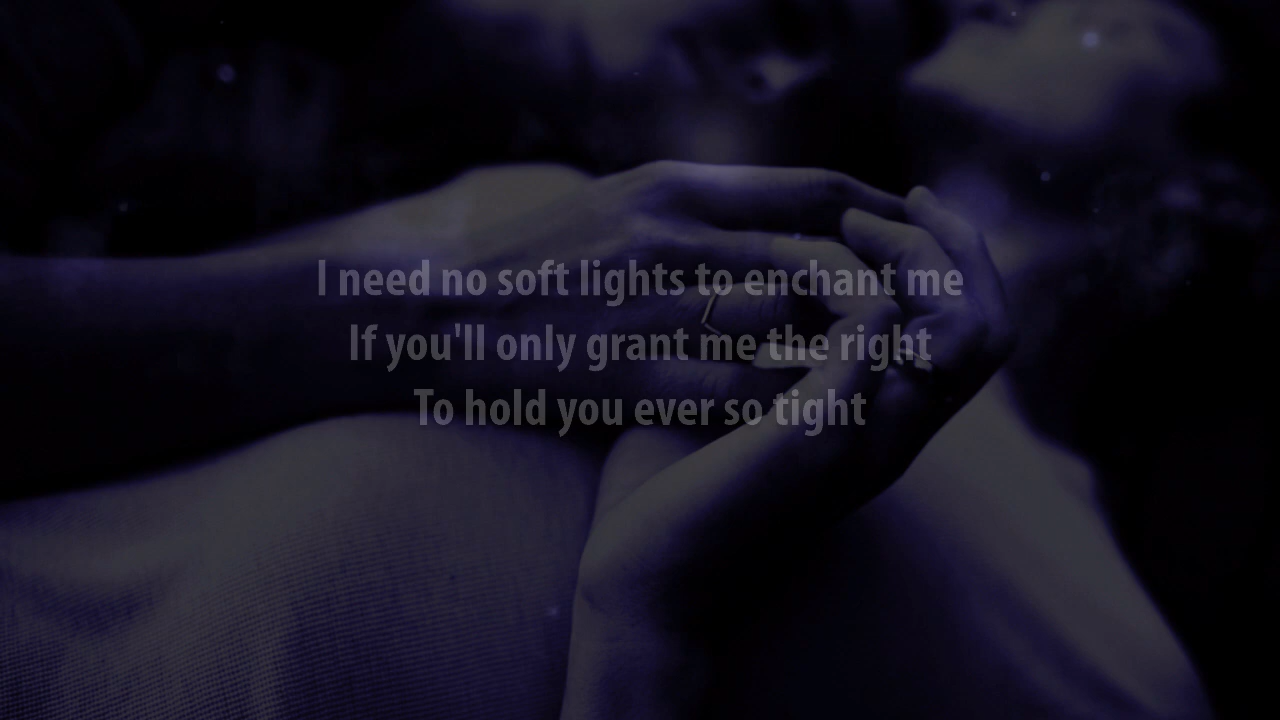 I need no soft lights to enchant me
If you'll only grant me the right
To hold you ever so tight